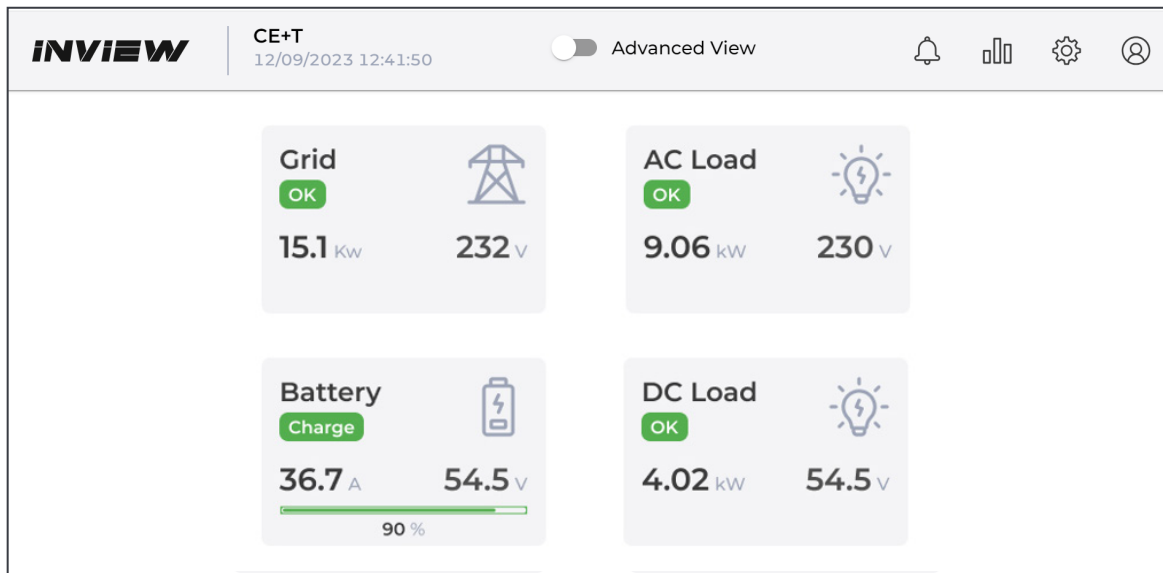 INVIEW
CE+T
12/09/2023 12:41:50
Advanced View
Grid
OK
15.1 Kw 232 V
AC Load
OK
9.06 kW 230 V
Battery
Charge
36.7 A 54.5 V
90 %
DC Load
OK
4.02 kW 54.5 V